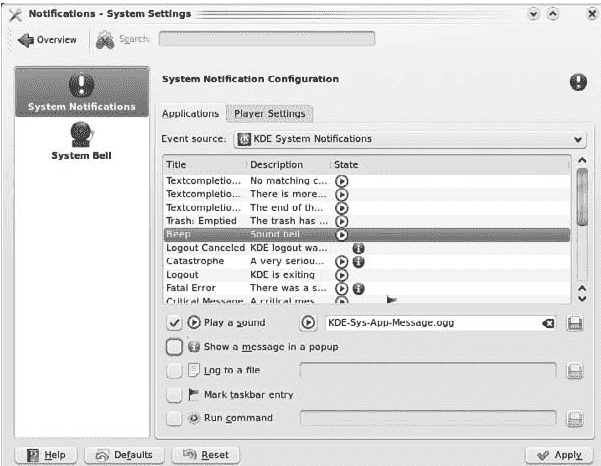 Notifications - System Settings
Overview
Search:
System Notifications
System Bell
System Notification Configuration
Applications
Player Settings
Event source:
KDE System Notifications
Title Description State
Textcompletio... No matching c...
Textcompletio... There is more...
Textcompletio... The end of th...
Trash: Emptied The trash has ...
Beep Sound bell
Logout Canceled KDE logout wa...
Catastrophe A very seriou...
Logout KDE is exiting
Fatal Error There was a s...
Critical Message A critical mes...
Play a sound
KDE-Sys-App-Message.ogg
Show a message in a popup
Log to a file
Mark taskbar entry
Run command
Help
Defaults
Reset
Apply